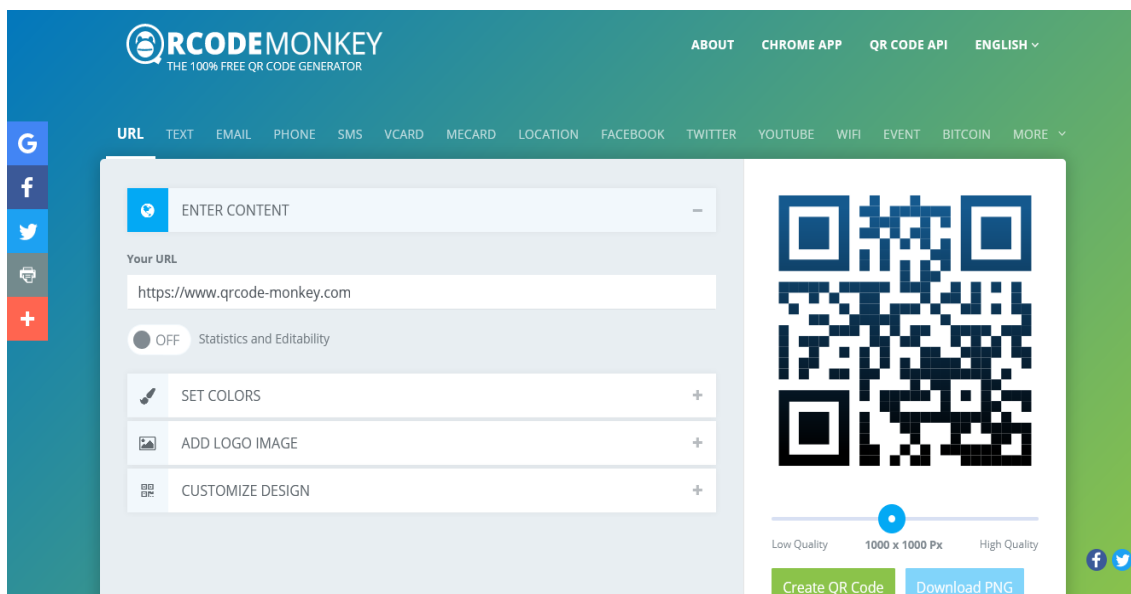 QRCODEMONKEY
THE 100% FREE QR CODE GENERATOR
ABOUT CHROME APP QR CODE API ENGLISH
URL TEXT EMAIL PHONE SMS VCARD MECARD LOCATION FACEBOOK TWITTER YOUTUBE WIFI EVENT BITCOIN MORE
ENTER CONTENT
Your URL
https://www.qrcode-monkey.com
OFF Statistics and Editability
SET COLORS
ADD LOGO IMAGE
CUSTOMIZE DESIGN
Low Quality 1000 x 1000 Px High Quality
Create QR Code Download PNG